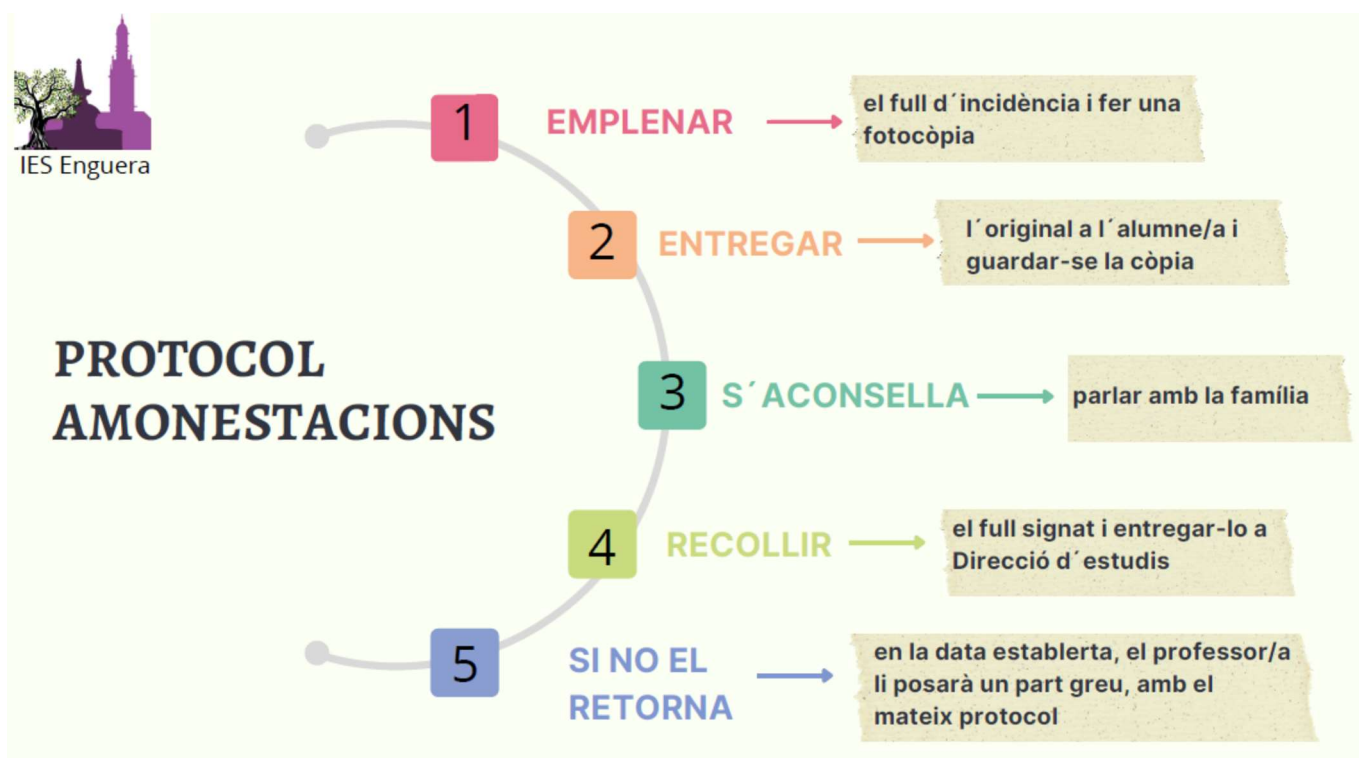 IES Enguera
PROTOCOL
AMONESTACIONS
1
EMPLENAR
el full d´incidència i fer una
fotocòpia
2
ENTREGAR
l´original a l´alumne/a i
guardar-se la còpia
3
S´ACONSELLA
parlar amb la família
4
RECOLLIR
el full signat i entregar-lo a
Direcció d´estudis
5
SI NO EL
RETORNA
en la data establerta, el professor/a
li posarà un part greu, amb el
mateix protocol